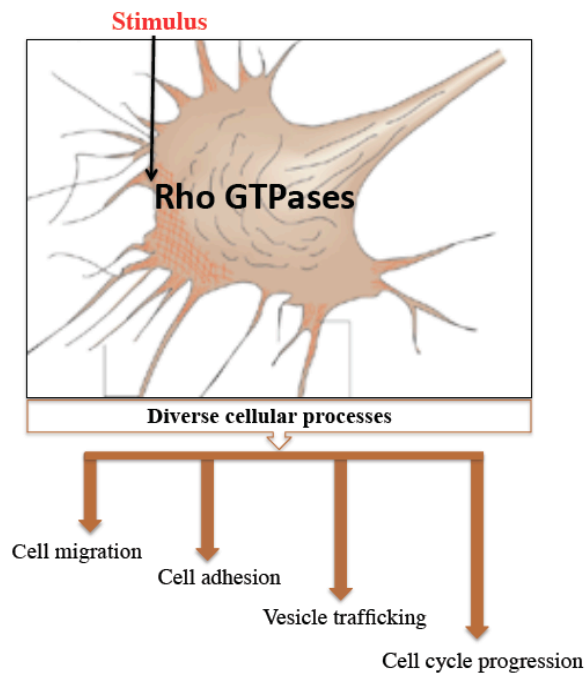 Stimulus
Rho GTPases
Diverse cellular processes
Cell migration
Cell adhesion
Vesicle trafficking
Cell cycle progression